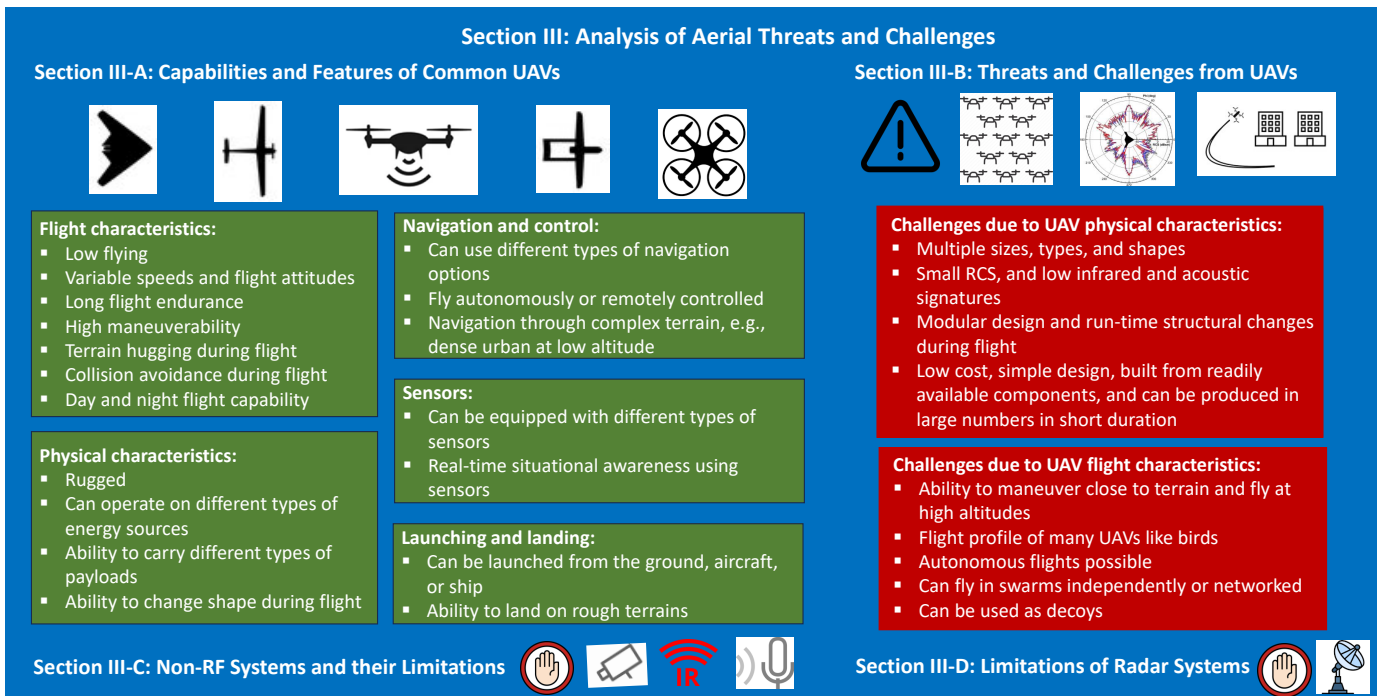 Section III: Analysis of Aerial Threats and Challenges
Section III-A: Capabilities and Features of Common UAVs
Flight characteristics:
▪ Low flying
▪ Variable speeds and flight attitudes
▪ Long flight endurance
▪ High maneuverability
▪ Terrain hugging during flight
▪ Collision avoidance during flight
▪ Day and night flight capability
Physical characteristics:
▪ Rugged
▪ Can operate on different types of
energy sources
▪ Ability to carry different types of
payloads
▪ Ability to change shape during flight
Navigation and control:
▪ Can use different types of navigation
options
▪ Fly autonomously or remotely controlled
▪ Navigation through complex terrain, e.g.,
dense urban at low altitude
Sensors:
▪ Can be equipped with different types of
sensors
▪ Real-time situational awareness using
sensors
Launching and landing:
▪ Can be launched from the ground, aircraft,
or ship
▪ Ability to land on rough terrains
Section III-B: Threats and Challenges from UAVs
Challenges due to UAV physical characteristics:
▪ Multiple sizes, types, and shapes
▪ Small RCS, and low infrared and acoustic
signatures
▪ Modular design and run-time structural changes
during flight
▪ Low cost, simple design, built from readily
available components, and can be produced in
large numbers in short duration
Challenges due to UAV flight characteristics:
▪ Ability to maneuver close to terrain and fly at
high altitudes
▪ Flight profile of many UAVs like birds
▪ Autonomous flights possible
▪ Can fly in swarms independently or networked
▪ Can be used as decoys
Section III-C: Non-RF Systems and their Limitations
IR
Section III-D: Limitations of Radar Systems